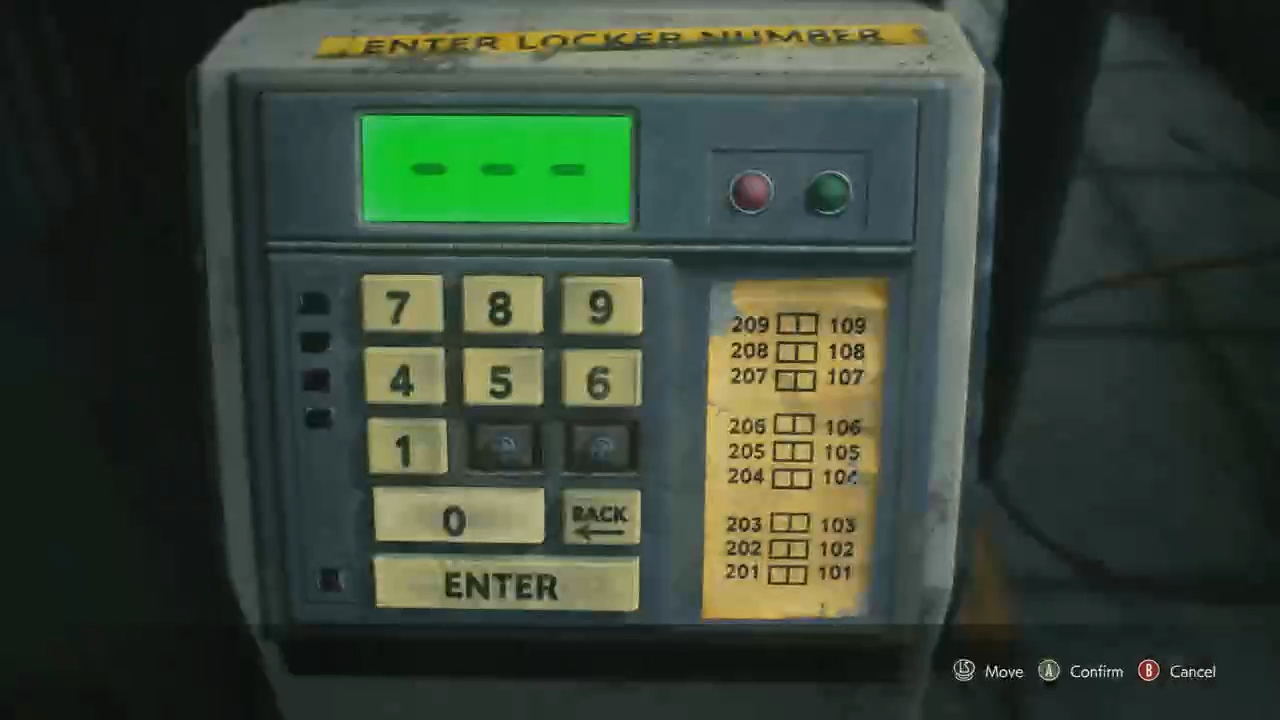 ENTER LOCKER NUMBER
7 8 9
4 5 6
1
0 BACK
ENTER
209 109
208 108
207 107
206 106
205 105
204 104
203 103
202 102
201 101
LS Move A Confirm B Cancel